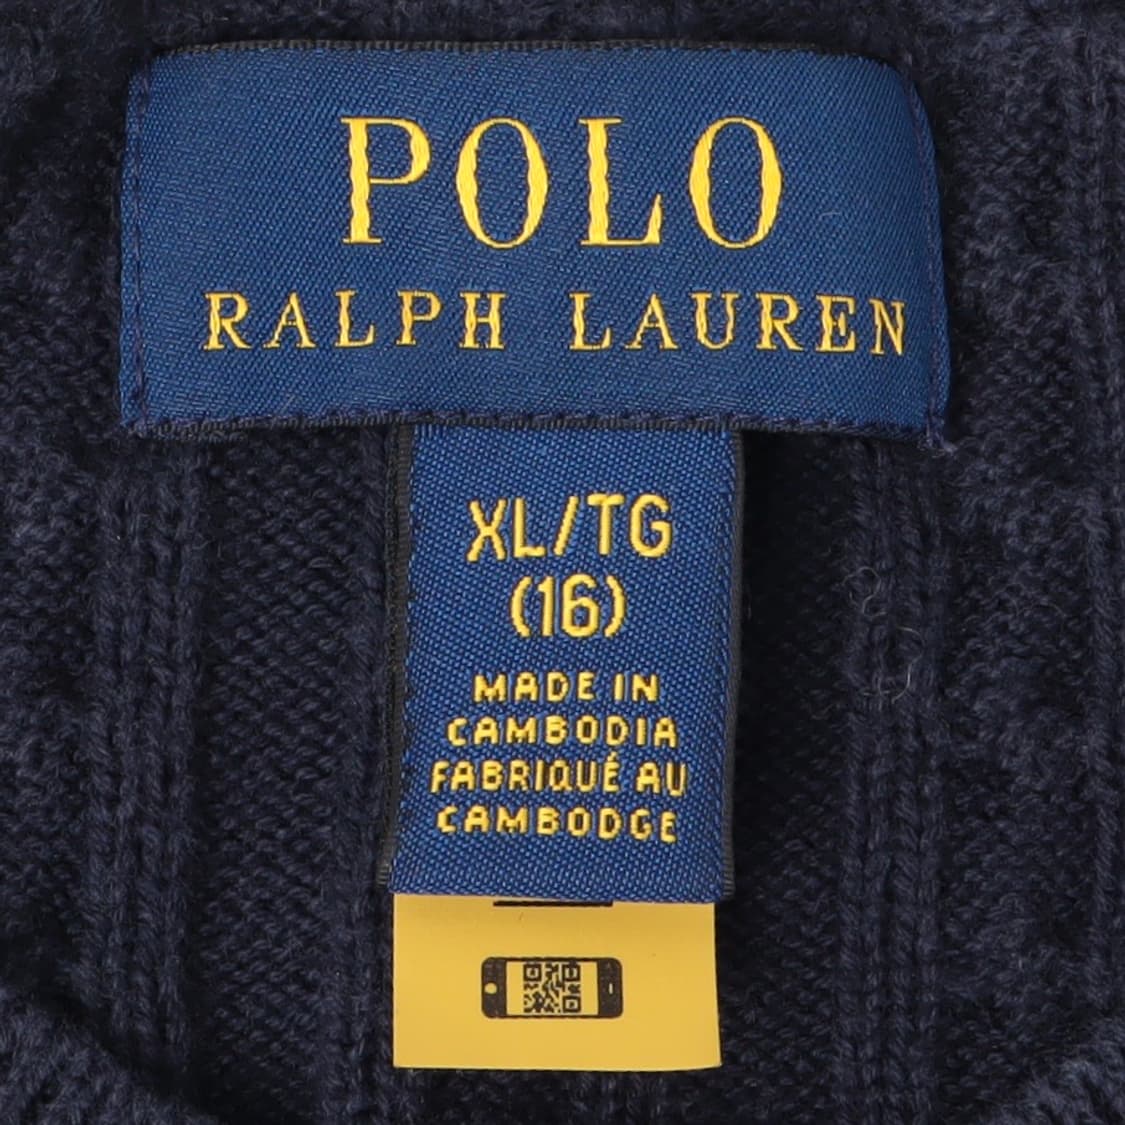 POLO
RALPH LAUREN
XL/TG
(16)
MADE IN
CAMBODIA
FABRIQUÉ AU
CAMBODGE